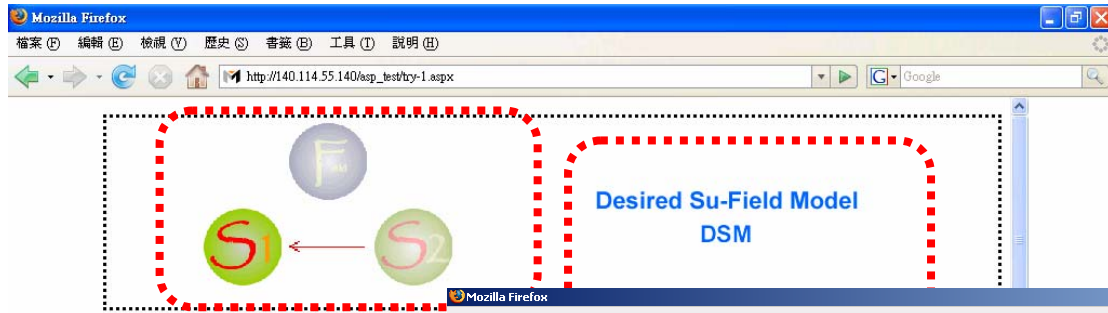 Mozilla Firefox
檔案(F) 編輯(E) 檢視(V) 歷史(S) 書籤(B) 工具(T) 說明(H)
http://140.114.55.140/asp_test/try-1.aspx
G Google
F
S1 S2
Desired Su-Field Model
DSM
Mozilla Firefox